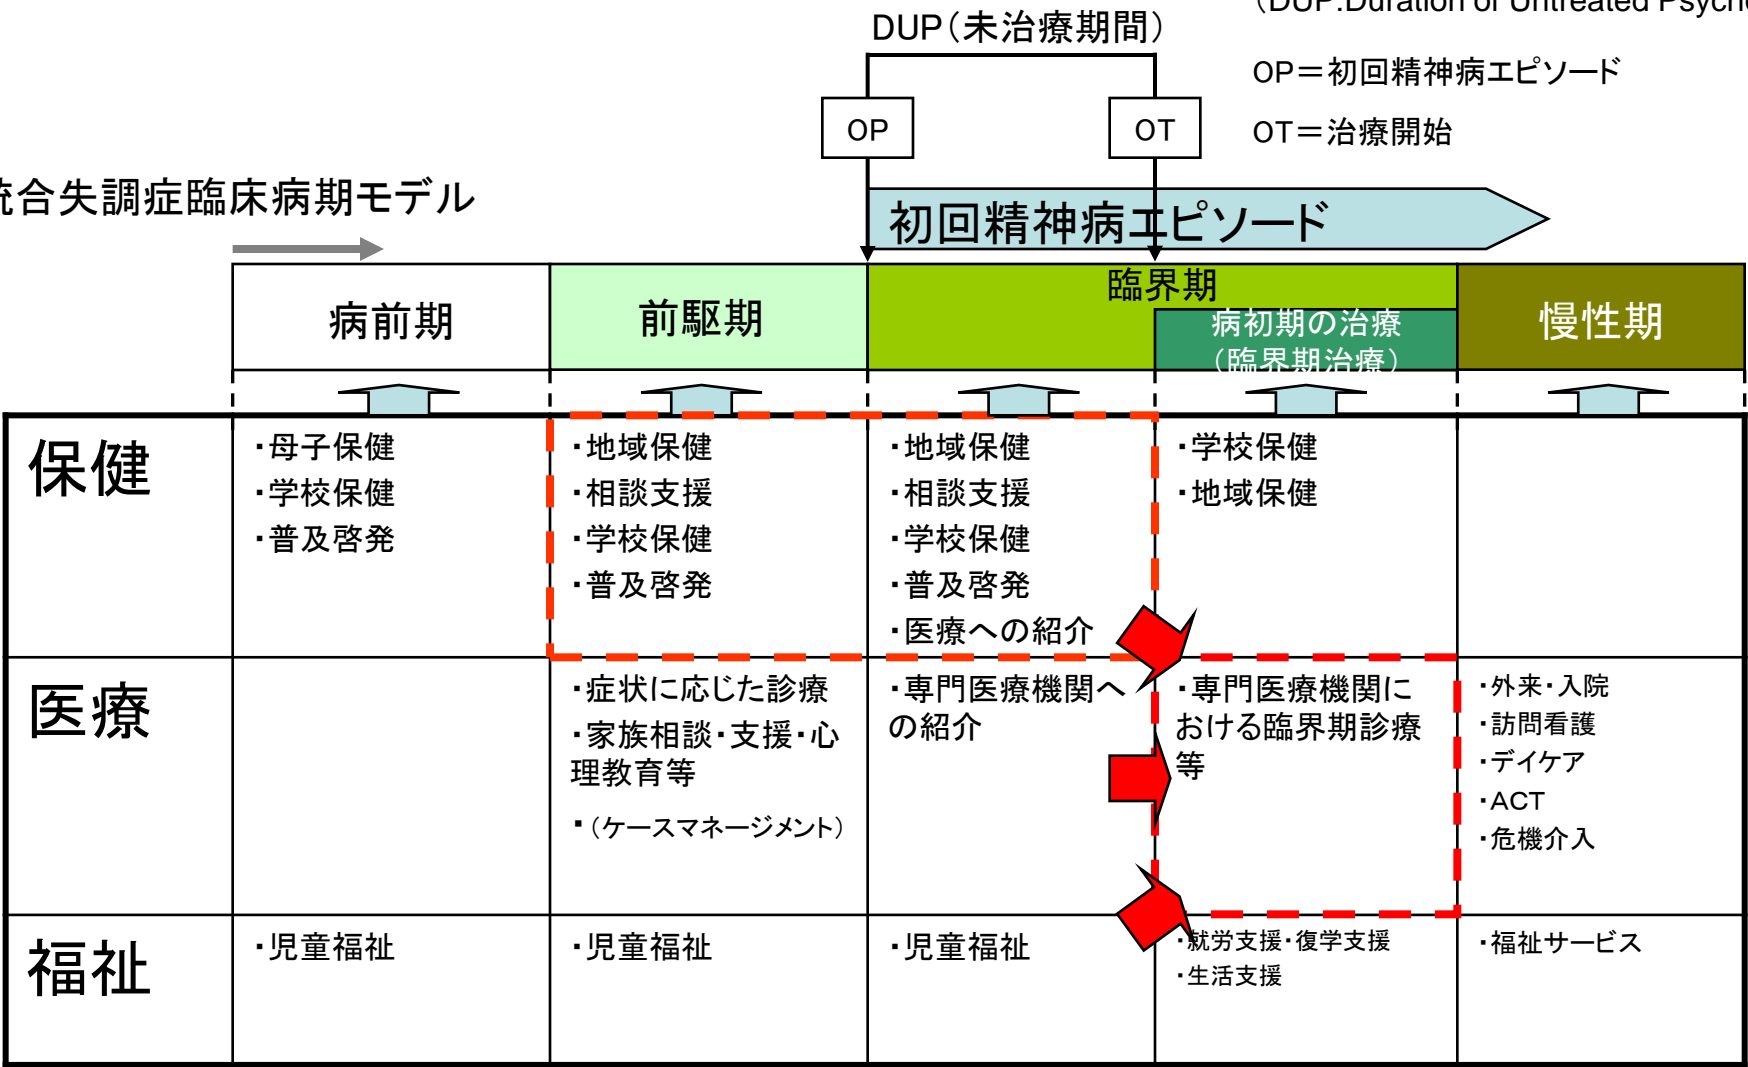 (DUP:Duration of Untreated
DUP(未治療期間)
OP＝初回精神病エピソード
OP
OT
OT＝治療開始
統合失調症臨床病期モデル
初回精神病エピソード
病前期
前駆期
臨界期
病初期の治療
(臨界期治療)
慢性期
保健
・母子保健
・学校保健
・普及啓発
・地域保健
・相談支援
・学校保健
・普及啓発
・地域保健
・相談支援
・学校保健
・普及啓発
・医療への紹介
・学校保健
・地域保健
医療
・症状に応じた診療
・家族相談・支援・心
理教育等
・(ケースマネージメント)
・専門医療機関へ
の紹介
・専門医療機関に
おける臨界期診療
等
・外来・入院
・訪問看護
・デイケア
・ACT
・危機介入
福祉
・児童福祉
・児童福祉
・児童福祉
・就労支援・復学支援
・生活支援
・福祉サービス